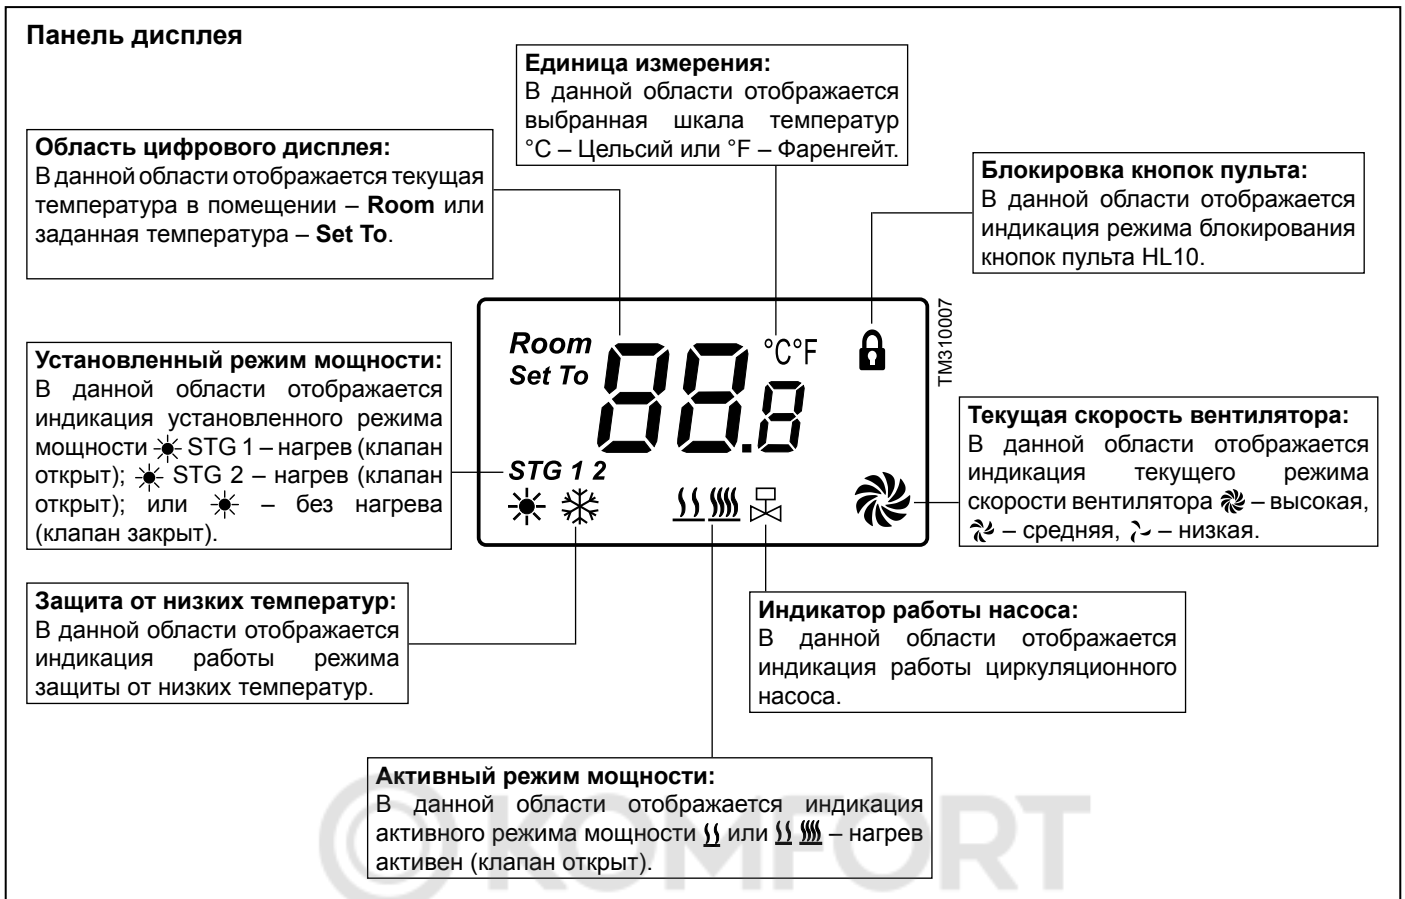 Панель дисплея
Единица измерения:
В данной области отображается
выбранная шкала температур
°C – Цельсий или °F – Фаренгейт.
Область цифрового дисплея:
В данной области отображается текущая
температура в помещении – Room или
заданная температура – Set To.
Блокировка кнопок пульта:
В данной области отображается
индикация режима блокирования
кнопок пульта HL10.
Room
Set To
88.8
°C°F
STG 1 2
TM310007
Установленный режим мощности:
В данной области отображается
индикация установленного режима
мощности STG 1 – нагрев (клапан
открыт); STG 2 – нагрев (клапан
открыт); или – без нагрева
(клапан закрыт).
Текущая скорость вентилятора:
В данной области отображается
индикация текущего режима
скорости вентилятора – высокая,
– средняя, – низкая.
Защита от низких температур:
В данной области отображается
индикация работы режима
защиты от низких температур.
Индикатор работы насоса:
В данной области отображается
индикация работы циркуляционного
насоса.
Активный режим мощности:
В данной области отображается индикация
активного режима мощности или – нагрев
активен (клапан открыт).
©KOMFORT